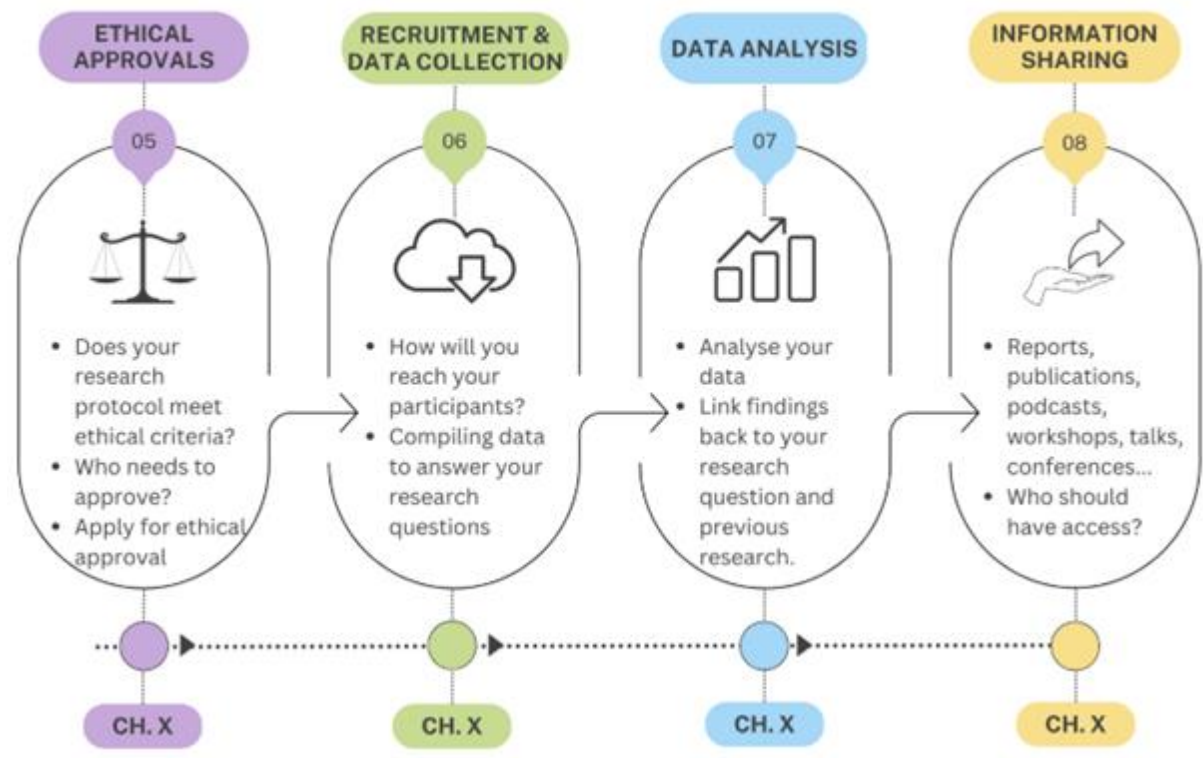 ETHICAL
APPROVALS
05
• Does your
research
protocol meet
ethical criteria?
• Who needs to
approve?
• Apply for ethical
approval
CH. X
RECRUITMENT &
DATA COLLECTION
06
• How will you
reach your
participants?
• Compiling data
to answer your
research
questions
CH. X
DATA ANALYSIS
07
• Analyse your
data
• Link findings
back to your
research
question and
previous
research.
CH. X
INFORMATION
SHARING
08
• Reports,
publications,
podcasts,
workshops, talks,
conferences...
• Who should
have access?
CH. X